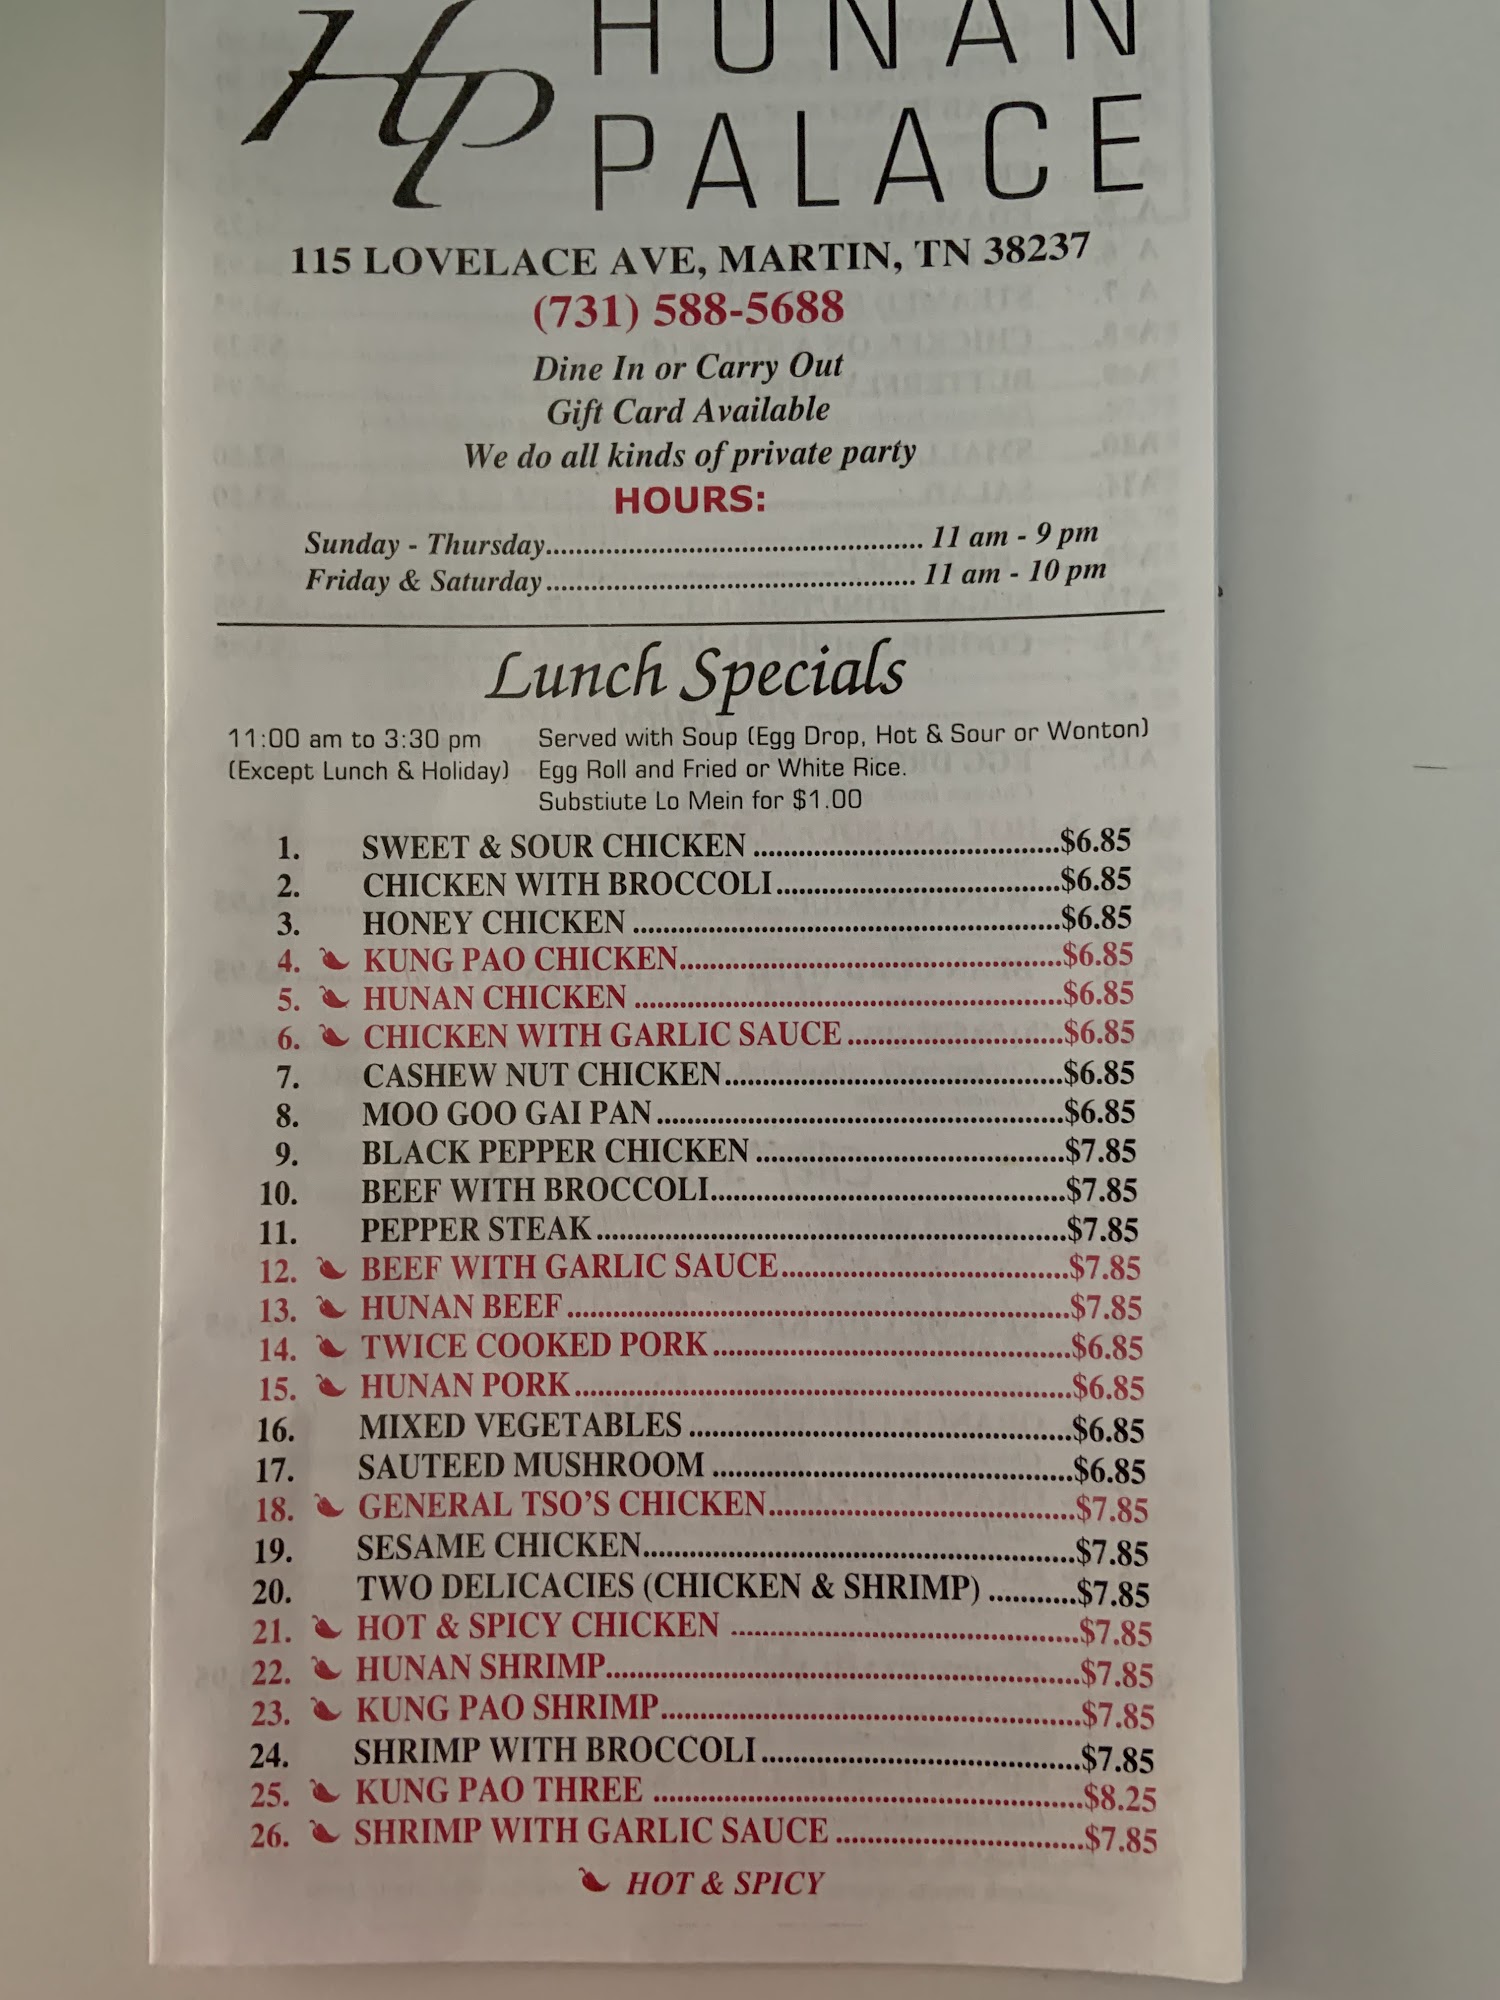 HP
HUNAN
PALACE
115 LOVELACE AVE, MARTIN, TN 38237
(731) 588-5688
Dine In or Carry Out
Gift Card Available
We do all kinds of private party
HOURS:
Sunday - Thursday.................................................. 11 am - 9 pm
Friday & Saturday.................................................. 11 am - 10 pm
Lunch Specials
11:00 am to 3:30 pm
(Except Lunch & Holiday)
Served with Soup (Egg Drop, Hot & Sour or Wonton)
Egg Roll and Fried or White Rice.
Substiute Lo Mein for $1.00
1. SWEET & SOUR CHICKEN ........................................$6.85
2. CHICKEN WITH BROCCOLI.....................................$6.85
3. HONEY CHICKEN ........................................................$6.85
4. KUNG PAO CHICKEN..................................................$6.85
5. HUNAN CHICKEN ........................................................$6.85
6. CHICKEN WITH GARLIC SAUCE ............................$6.85
7. CASHEW NUT CHICKEN............................................$6.85
8. MOO GOO GAI PAN.....................................................$6.85
9. BLACK PEPPER CHICKEN ........................................$7.85
10. BEEF WITH BROCCOLI..............................................$7.85
11. PEPPER STEAK.............................................................$7.85
12. BEEF WITH GARLIC SAUCE.....................................$7.85
13. HUNAN BEEF.................................................................$7.85
14. TWICE COOKED PORK ..............................................$6.85
15. HUNAN PORK................................................................$6.85
16. MIXED VEGETABLES ..................................................$6.85
17. SAUTEED MUSHROOM ...............................................$6.85
18. GENERAL TSO'S CHICKEN........................................$7.85
19. SESAME CHICKEN........................................................$7.85
20. TWO DELICACIES (CHICKEN & SHRIMP) ...........$7.85
21. HOT & SPICY CHICKEN .............................................$7.85
22. HUNAN SHRIMP.............................................................$7.85
23. KUNG PAO SHRIMP......................................................$7.85
24. SHRIMP WITH BROCCOLI.........................................$7.85
25. KUNG PAO THREE .......................................................$8.25
26. SHRIMP WITH GARLIC SAUCE ................................$7.85
HOT & SPICY